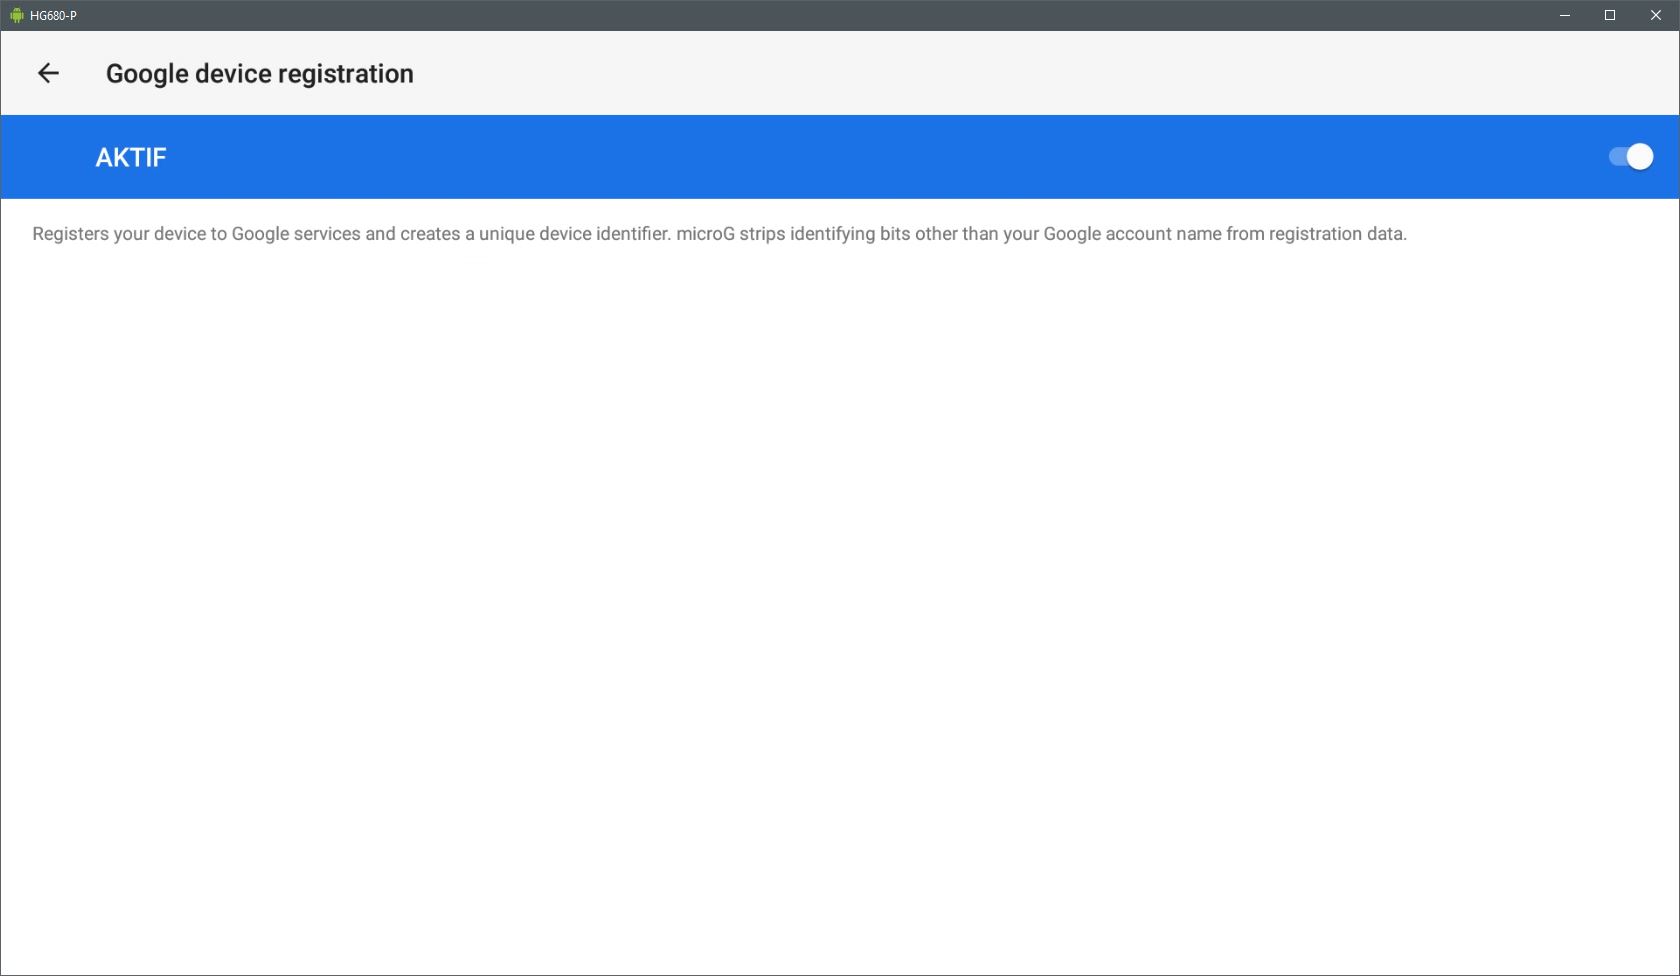 HG680-P
Google device registration
AKTIF
Registers your device to Google services and creates a unique device identifier. microG strips identifying bits other than your Google account name from registration data.